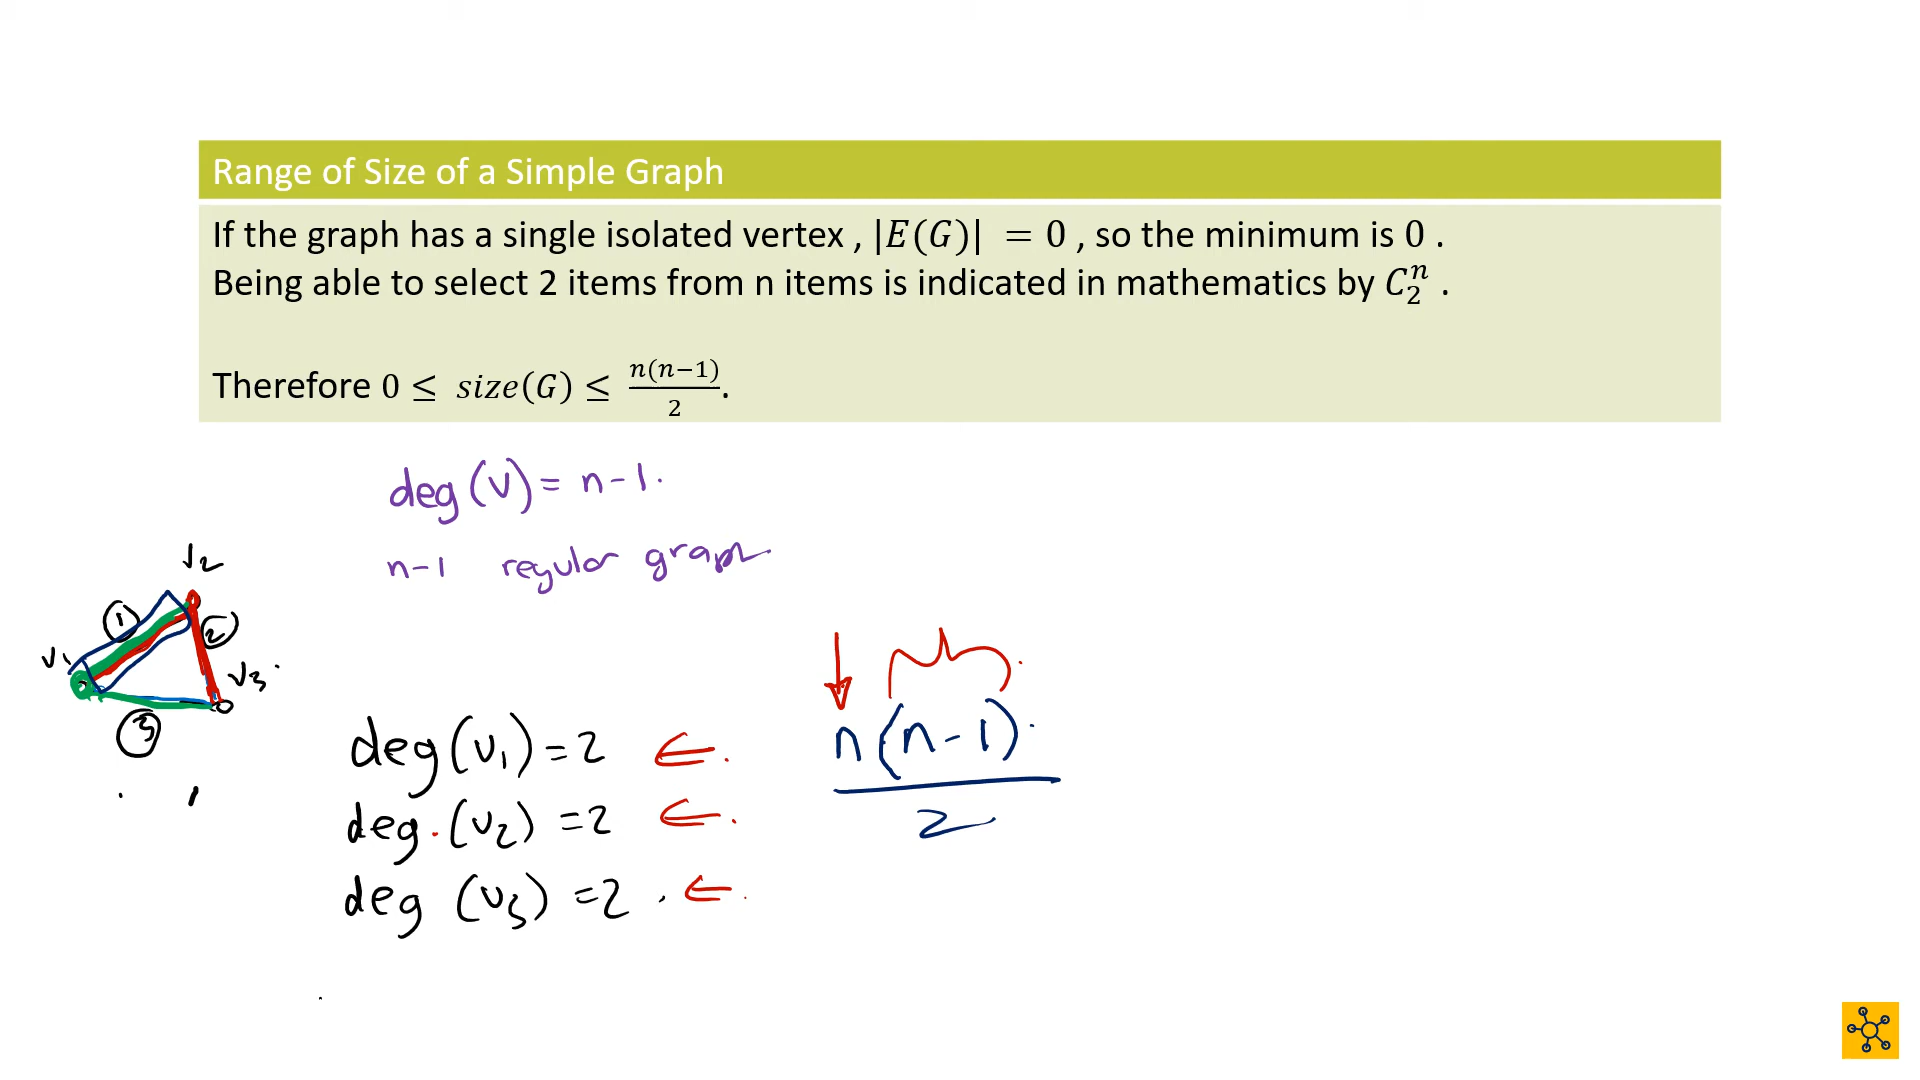 Range of Size of a Simple Graph
If the graph has a single isolated vertex , |E(G)| = 0 , so the minimum is 0 .
Being able to select 2 items from n items is indicated in mathematics by C₂ⁿ .
Therefore 0 ≤ size(G) ≤ n(n−1)/2.
deg(v) = n-1.
n-1 regular graph
v2
1
2
v1
v3
3
deg(v1) = 2 ←
deg(v2) = 2 ←
deg(v3) = 2 ←
n(n-1)
2